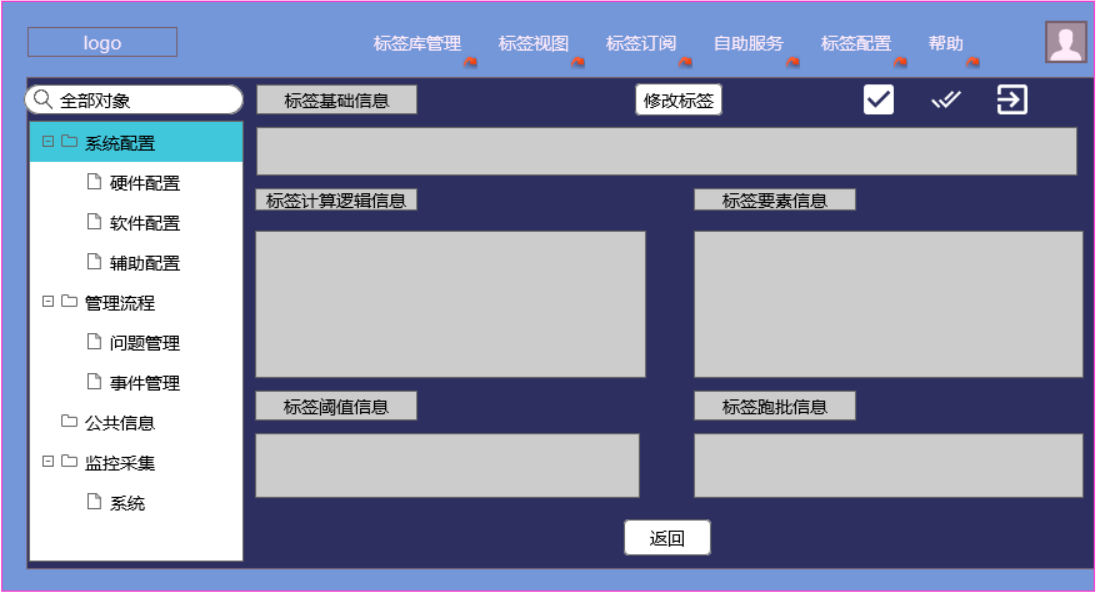 logo
标签库管理
标签视图
标签订阅
自助服务
标签配置
帮助
全部对象
标签基础信息
修改标签
系统配置
硬件配置
软件配置
辅助配置
管理流程
问题管理
事件管理
公共信息
监控采集
系统
标签计算逻辑信息
标签要素信息
标签阈值信息
标签跑批信息
返回